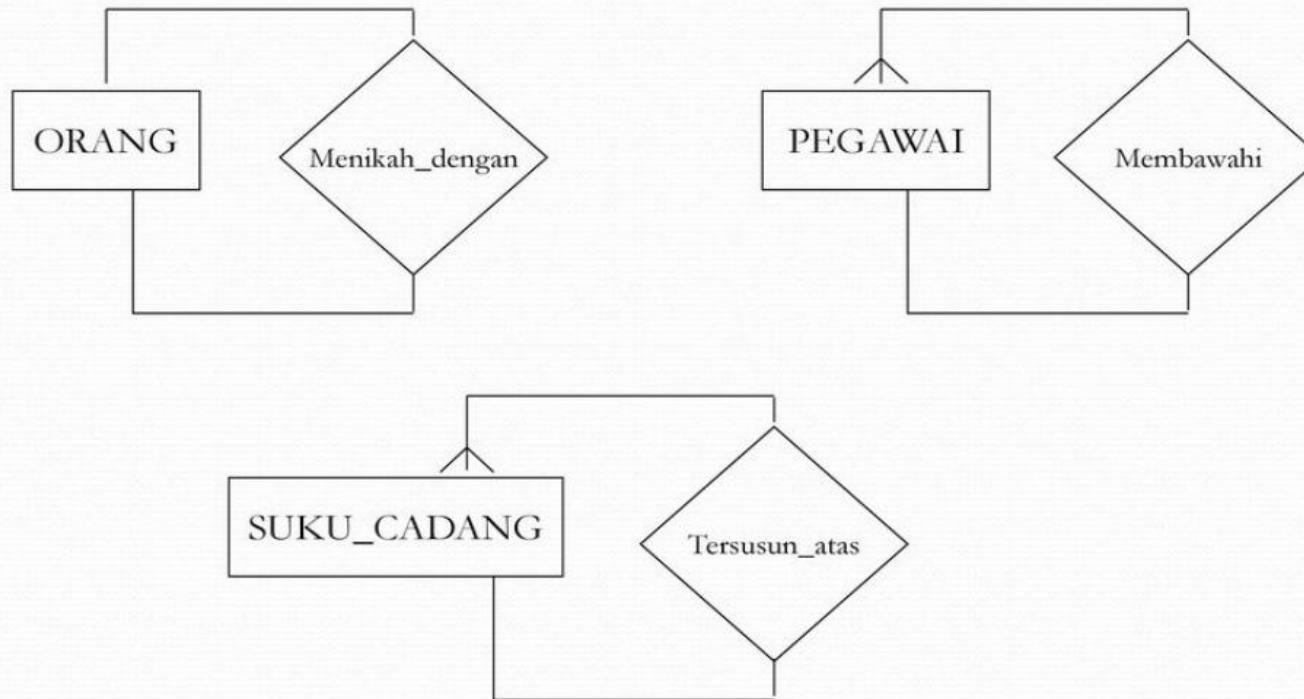 ORANG
Menikah_dengan
PEGAWAI
Membawahi
SUKU_CADANG
Tersusun_atas